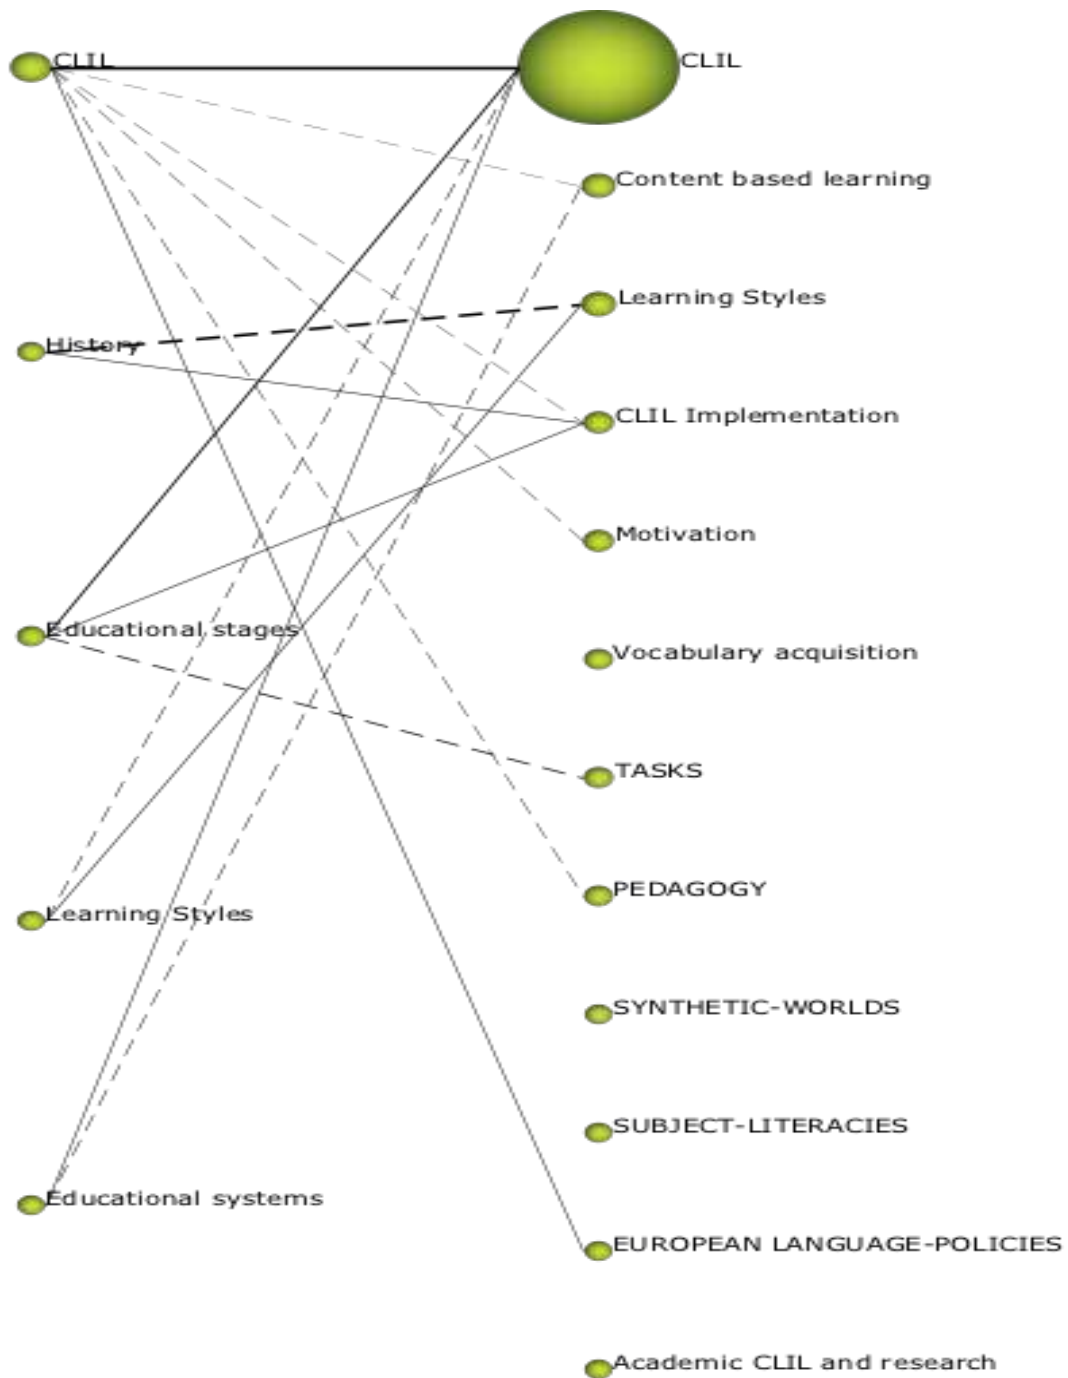 CLIL
CLIL
Content based learning
Learning Styles
History
CLIL Implementation
Motivation
Educational stages
Vocabulary acquisition
TASKS
PEDAGOGY
Learning Styles
SYNTHETIC-WORLDS
SUBJECT-LITERACIES
Educational systems
EUROPEAN LANGUAGE-POLICIES
Academic CLIL and research